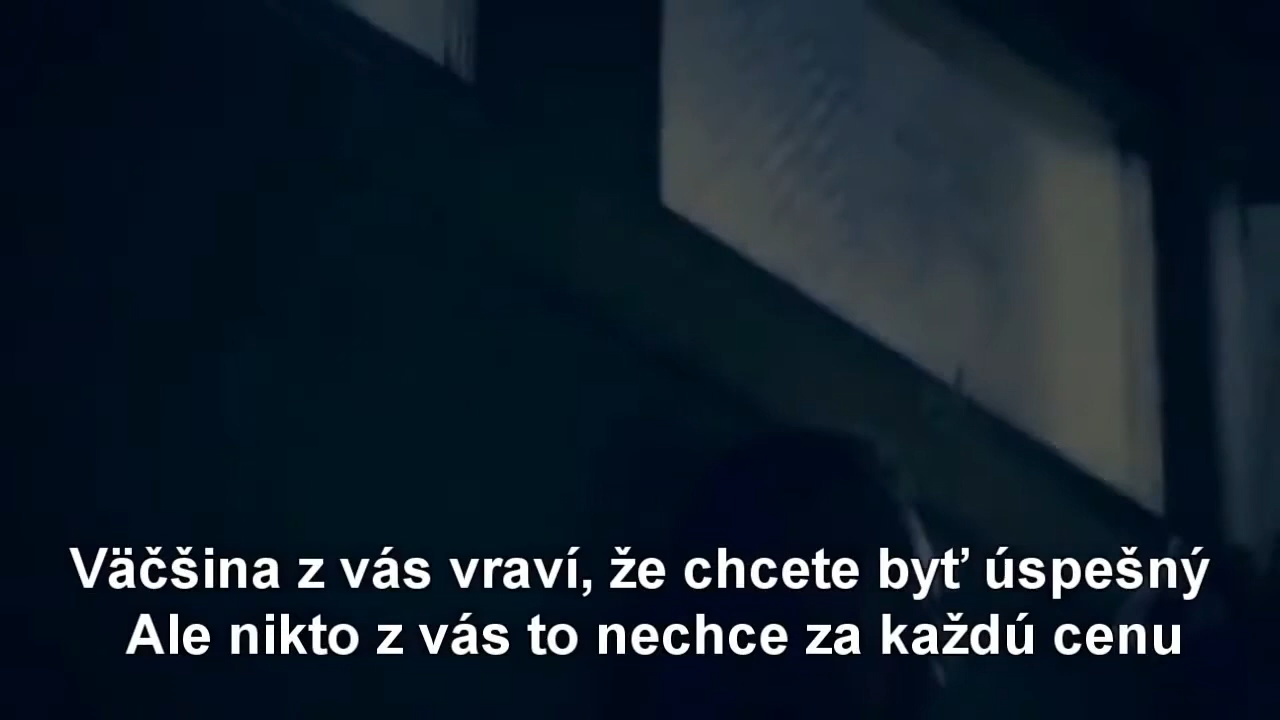 Väčšina z vás vraví, že chcete byť úspešný
Ale nikto z vás to nechce za každú cenu